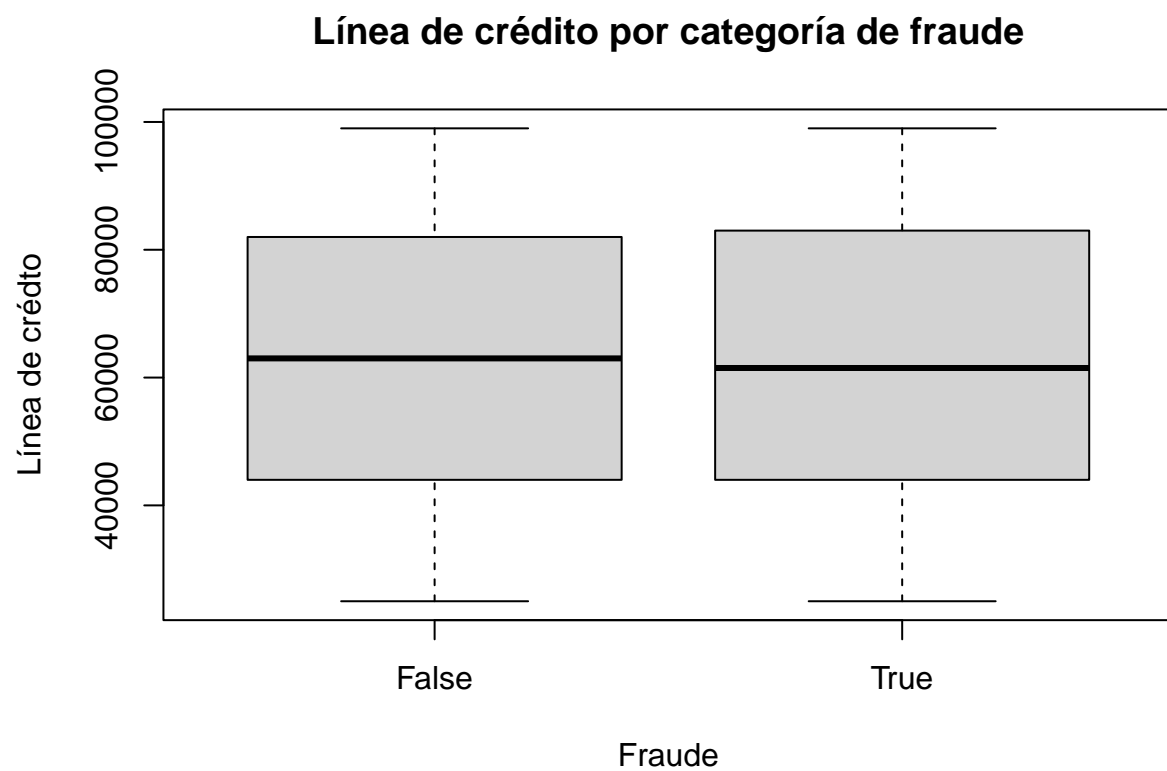 Línea de crédito por categoría de fraude
Línea de crédto
100000
80000
60000
40000
False
True
Fraude